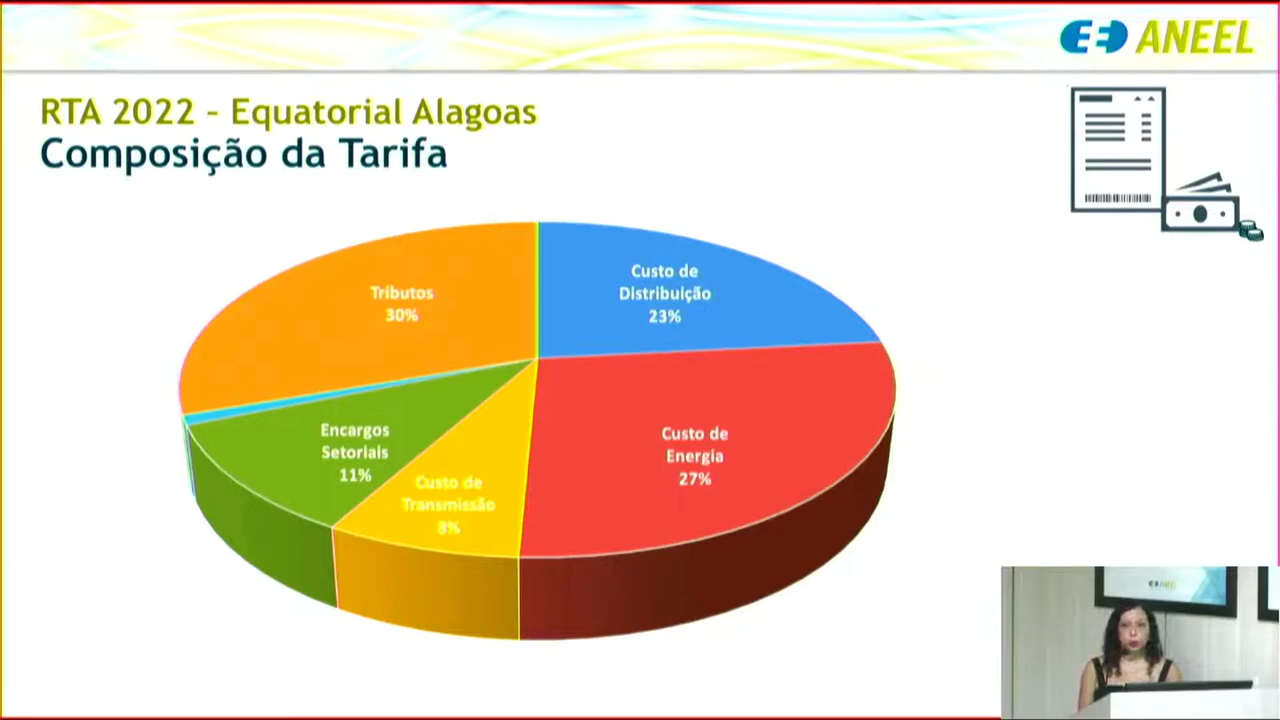 ANEEL
RTA 2022 – Equatorial Alagoas
Composição da Tarifa
Tributos
30%
Custo de
Distribuição
23%
Encargos
Setoriais
11%
Custo de
Transmissão
8%
Custo de
Energia
27%
ANEEL